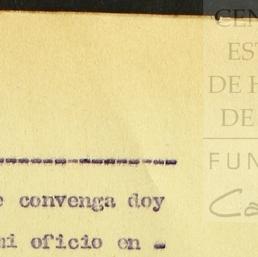 CEN
EST
DE H
DE
FUN
Ca
----------------
e convenga doy
mi oficio en -